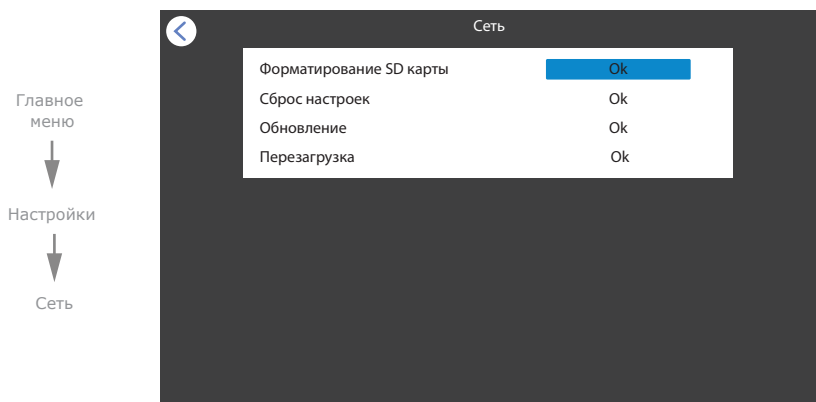 Главное
меню
Настройки
Сеть
Сеть
Форматирование SD карты Ok
Сброс настроек Ok
Обновление Ok
Перезагрузка Ok